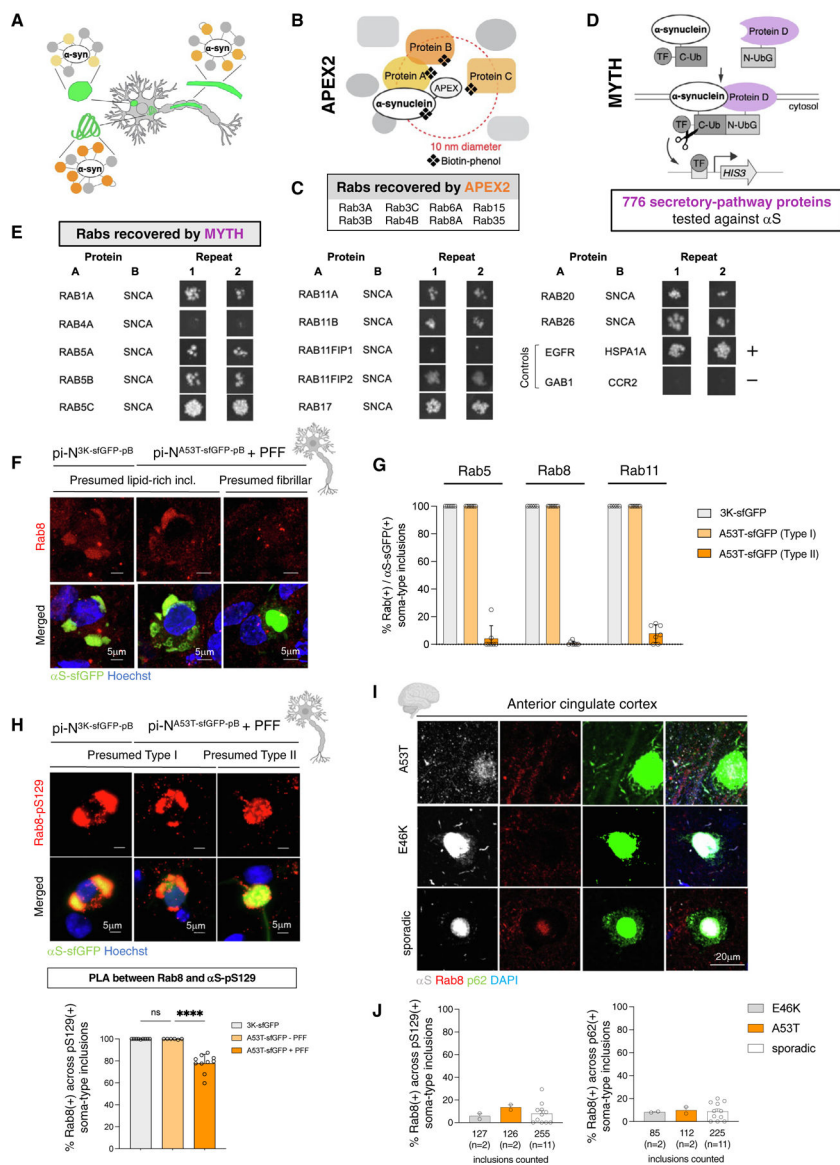 A
α-syn
α-syn
α-syn
B
APEX2
Protein B
Protein A
Protein C
APEX
α-synuclein
10 nm diameter
Biotin-phenol
C
Rabs recovered by APEX2
Rab3A Rab3C Rab6A Rab15
Rab3B Rab4B Rab8A Rab35
D
MYTH
α-synuclein
Protein D
TF
C-Ub
N-UbG
α-synuclein
Protein D
cytosol
TF
C-Ub
N-UbG
TF
HIS3
776 secretory-pathway proteins
tested against αS
E
Rabs recovered by MYTH
Protein Repeat
A B 1 2
RAB1A SNCA
RAB4A SNCA
RAB5A SNCA
RAB5B SNCA
RAB5C SNCA
Protein Repeat
A B 1 2
RAB11A SNCA
RAB11B SNCA
RAB11FIP1 SNCA
RAB11FIP2 SNCA
RAB17 SNCA
Protein Repeat
A B 1 2
RAB20 SNCA
RAB26 SNCA
Controls
EGFR HSPA1A +
GAB1 CCR2 −
F
pi-N3K-sfGFP-pB pi-NA53T-sfGFP-pB + PFF
Presumed lipid-rich incl. Presumed fibrillar
Rab8
Merged
5μm 5μm 5μm
αS-sfGFP Hoechst
G
Rab5 Rab8 Rab11
% Rab(+) / αS-sGFP(+)
soma-type inclusions
100
80
60
40
20
0
3K-sfGFP
A53T-sfGFP (Type I)
A53T-sfGFP (Type II)
H
pi-N3K-sfGFP-pB pi-NA53T-sfGFP-pB + PFF
Presumed Type I Presumed Type II
Rab8-pS129
Merged
5μm 5μm 5μm
αS-sfGFP Hoechst
PLA between Rab8 and αS-pS129
% Rab8(+) across pS129(+)
soma-type inclusions
ns ****
100
50
0
3K-sfGFP
A53T-sfGFP - PFF
A53T-sfGFP + PFF
I
Anterior cingulate cortex
A53T
E46K
sporadic
20μm
αS Rab8 p62 DAPI
J
% Rab8(+) across pS129(+)
soma-type inclusions
100
80
60
40
20
0
127 126 255
(n=2) (n=2) (n=11)
inclusions counted
% Rab8(+) across p62(+)
soma-type inclusions
100
80
60
40
20
0
85 112 225
(n=2) (n=2) (n=11)
inclusions counted
E46K
A53T
sporadic